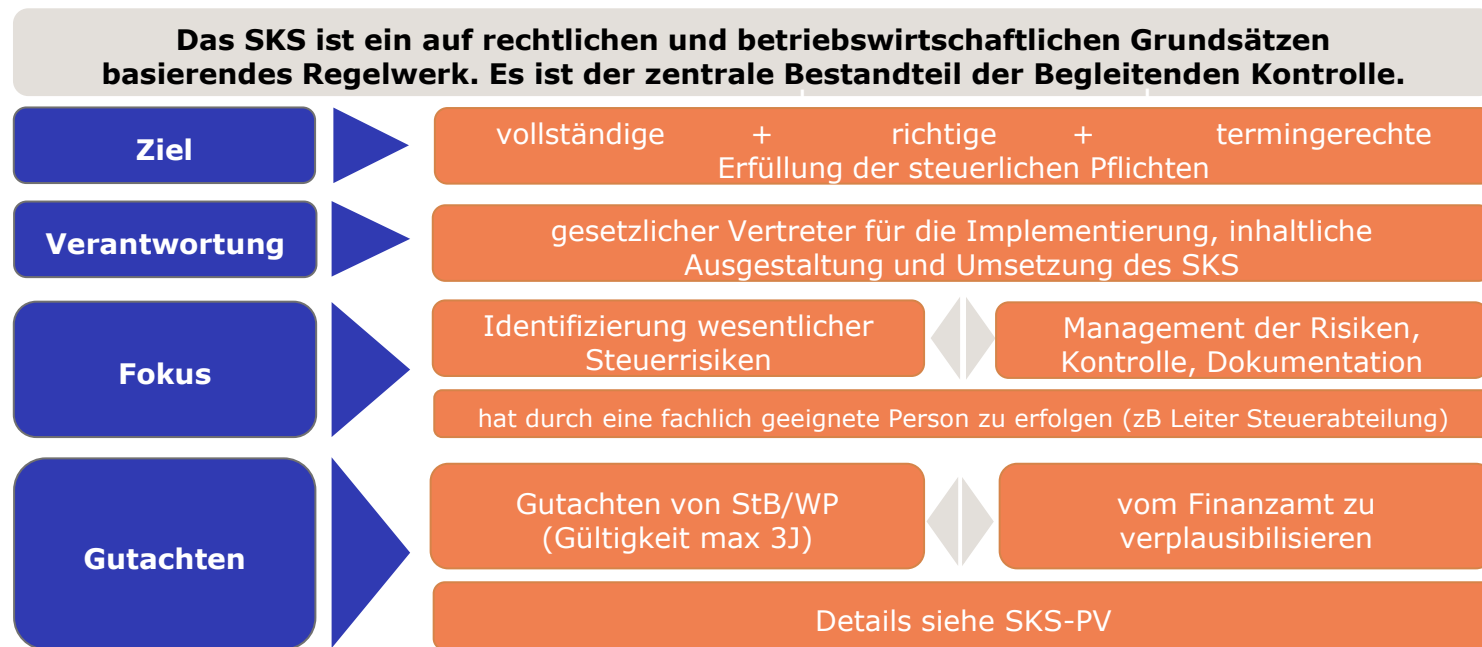 Das SKS ist ein auf rechtlichen und betriebswirtschaftlichen Grundsätzen
basierendes Regelwerk. Es ist der zentrale Bestandteil der Begleitenden Kontrolle.
Ziel
vollständige + richtige + termingerechte
Erfüllung der steuerlichen Pflichten
Verantwortung
gesetzlicher Vertreter für die Implementierung, inhaltliche
Ausgestaltung und Umsetzung des SKS
Fokus
Identifizierung wesentlicher
Steuerrisiken
Management der Risiken,
Kontrolle, Dokumentation
hat durch eine fachlich geeignete Person zu erfolgen (zB Leiter Steuerabteilung)
Gutachten
Gutachten von StB/WP
(Gültigkeit max 3J)
vom Finanzamt zu
verplausibilisieren
Details siehe SKS-PV